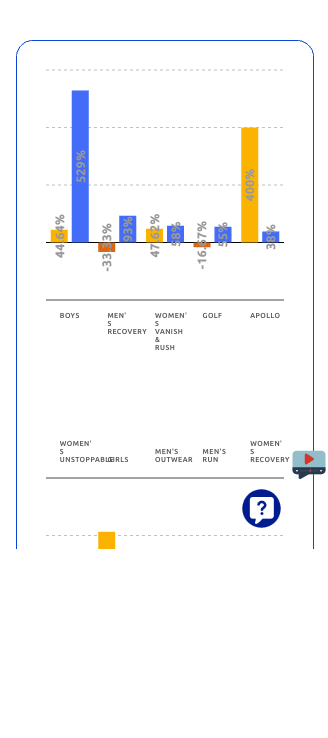 44.64%
529%
-33.33%
93%
47.62%
58%
-16.67%
55%
400%
38%
BOYS
MEN'
S
RECOVERY
WOMEN'
S
VANISH
&
RUSH
GOLF
APOLLO
WOMEN'
S
UNSTOPPABLE
GIRLS
MEN'S
OUTWEAR
MEN'S
RUN
WOMEN'
S
RECOVERY
?